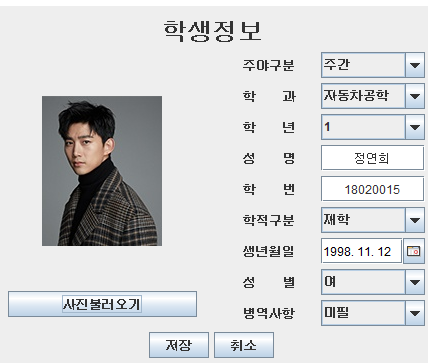 학생정보
주야구분 주간
학 과 자동차공학
학 년 1
성 명 정연희
학 번 18020015
학적구분 재학
생년월일 1998. 11. 12
성 별 여
병역사항 미필
사진불러오기
저장 취소